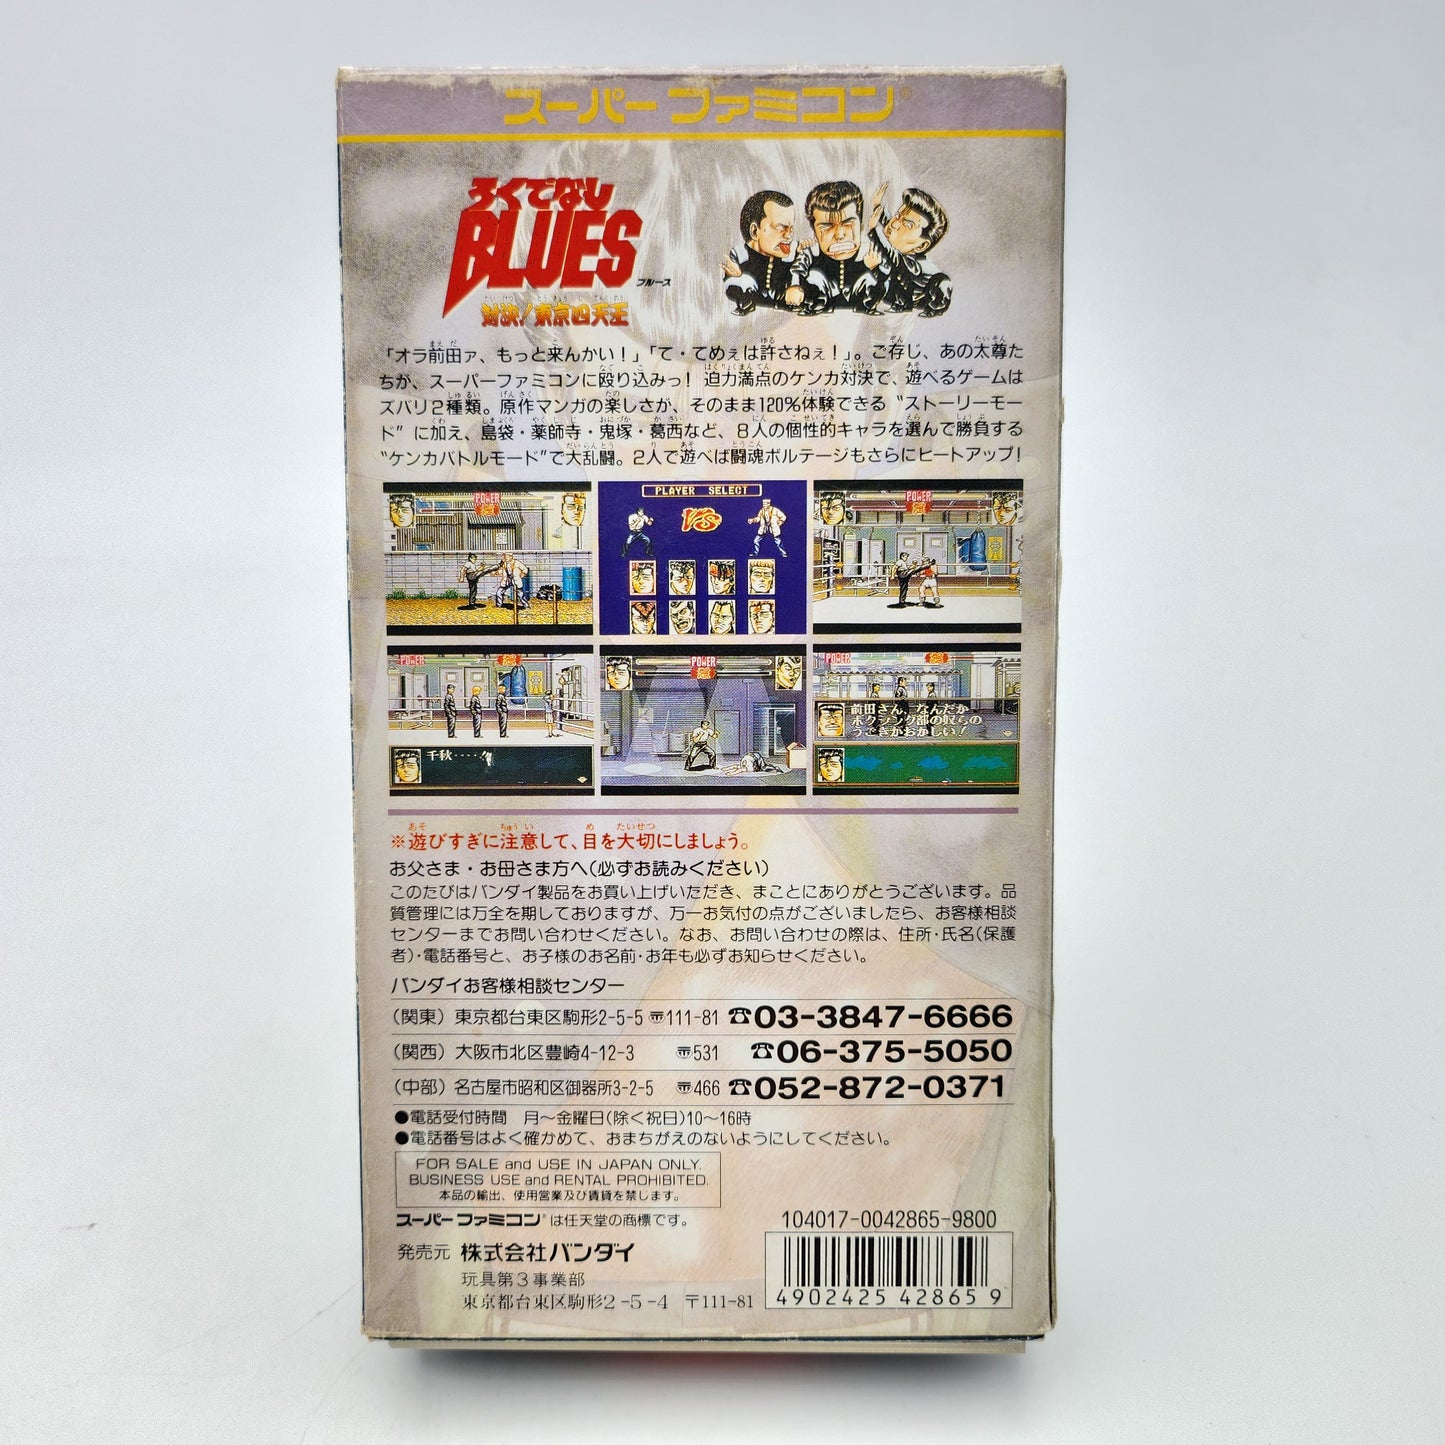 スーパーファミコン®
ろくでなし
BLUES
ブルース
対決!東京四天王
「オラ前田ァ、もっと来んかい!」「て・てめぇは許さねぇ!」。ご存じ、あの太尊た
ちが、スーパーファミコンに殴り込みっ! 迫力満点のケンカ対決で、遊べるゲームは
ズバリ2種類。原作マンガの楽しさが、そのまま120%体験できる“ストーリーモー
ド”に加え、島袋・薬師寺・鬼塚・葛西など、8人の個性的キャラを選んで勝負する
“ケンカバトルモード”で大乱闘。2人で遊べば闘魂ボルテージもさらにヒートアップ!
POWER
PLAYER SELECT
VS
POWER
POWER
千秋‥‥‥
POWER
POWER
前田さん、なんだか
ボクシング部の奴らの
うごきがおかしい!
※遊びすぎに注意して、目を大切にしましょう。
お父さま・お母さま方へ(必ずお読みください)
このたびはバンダイ製品をお買い上げいただき、まことにありがとうございます。品
質管理には万全を期しておりますが、万一お気付の点がございましたら、お客様相談
センターまでお問い合わせください。なお、お問い合わせの際は、住所・氏名(保護
者)・電話番号と、お子様のお名前・お年も必ずお知らせください。
バンダイお客様相談センター
(関東) 東京都台東区駒形2-5-5 〒111-81 ☎03-3847-6666
(関西) 大阪市北区豊崎4-12-3 〒531 ☎06-375-5050
(中部) 名古屋市昭和区御器所3-2-5 〒466 ☎052-872-0371
●電話受付時間 月〜金曜日(除く祝日)10〜16時
●電話番号はよく確かめて、おまちがえのないようにしてください。
FOR SALE and USE IN JAPAN ONLY.
BUSINESS USE and RENTAL PROHIBITED.
本品の輸出、使用営業及び賃貸を禁じます。
スーパーファミコン®は任天堂の商標です。
104017-0042865-9800
発売元 株式会社バンダイ
玩具第3事業部
東京都台東区駒形2-5-4 〒111-81
4902425 428659